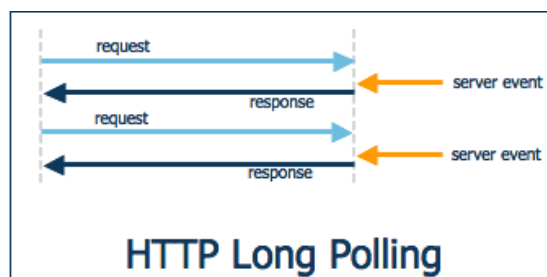 request
server event
response
request
server event
response
HTTP Long Polling